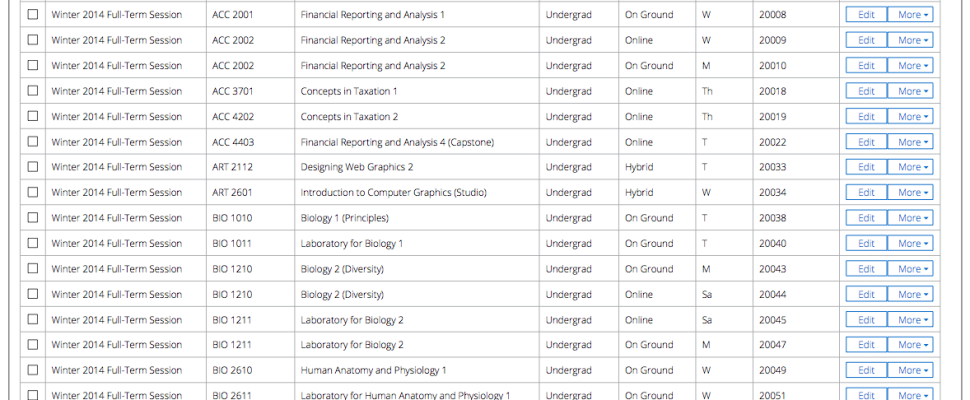 Winter 2014 Full-Term Session ACC 2001 Financial Reporting and Analysis 1 Undergrad On Ground W 20008 Edit More
Winter 2014 Full-Term Session ACC 2002 Financial Reporting and Analysis 2 Undergrad Online W 20009 Edit More
Winter 2014 Full-Term Session ACC 2002 Financial Reporting and Analysis 2 Undergrad On Ground M 20010 Edit More
Winter 2014 Full-Term Session ACC 3701 Concepts in Taxation 1 Undergrad Online Th 20018 Edit More
Winter 2014 Full-Term Session ACC 4202 Concepts in Taxation 2 Undergrad Online Th 20019 Edit More
Winter 2014 Full-Term Session ACC 4403 Financial Reporting and Analysis 4 (Capstone) Undergrad Online T 20022 Edit More
Winter 2014 Full-Term Session ART 2112 Designing Web Graphics 2 Undergrad Hybrid T 20033 Edit More
Winter 2014 Full-Term Session ART 2601 Introduction to Computer Graphics (Studio) Undergrad Hybrid W 20034 Edit More
Winter 2014 Full-Term Session BIO 1010 Biology 1 (Principles) Undergrad On Ground T 20038 Edit More
Winter 2014 Full-Term Session BIO 1011 Laboratory for Biology 1 Undergrad On Ground T 20040 Edit More
Winter 2014 Full-Term Session BIO 1210 Biology 2 (Diversity) Undergrad On Ground M 20043 Edit More
Winter 2014 Full-Term Session BIO 1210 Biology 2 (Diversity) Undergrad Online Sa 20044 Edit More
Winter 2014 Full-Term Session BIO 1211 Laboratory for Biology 2 Undergrad Online Sa 20045 Edit More
Winter 2014 Full-Term Session BIO 1211 Laboratory for Biology 2 Undergrad On Ground M 20047 Edit More
Winter 2014 Full-Term Session BIO 2610 Human Anatomy and Physiology 1 Undergrad On Ground W 20049 Edit More
Winter 2014 Full-Term Session BIO 2611 Laboratory for Human Anatomy and Physiology 1 Undergrad On Ground W 20051 Edit More